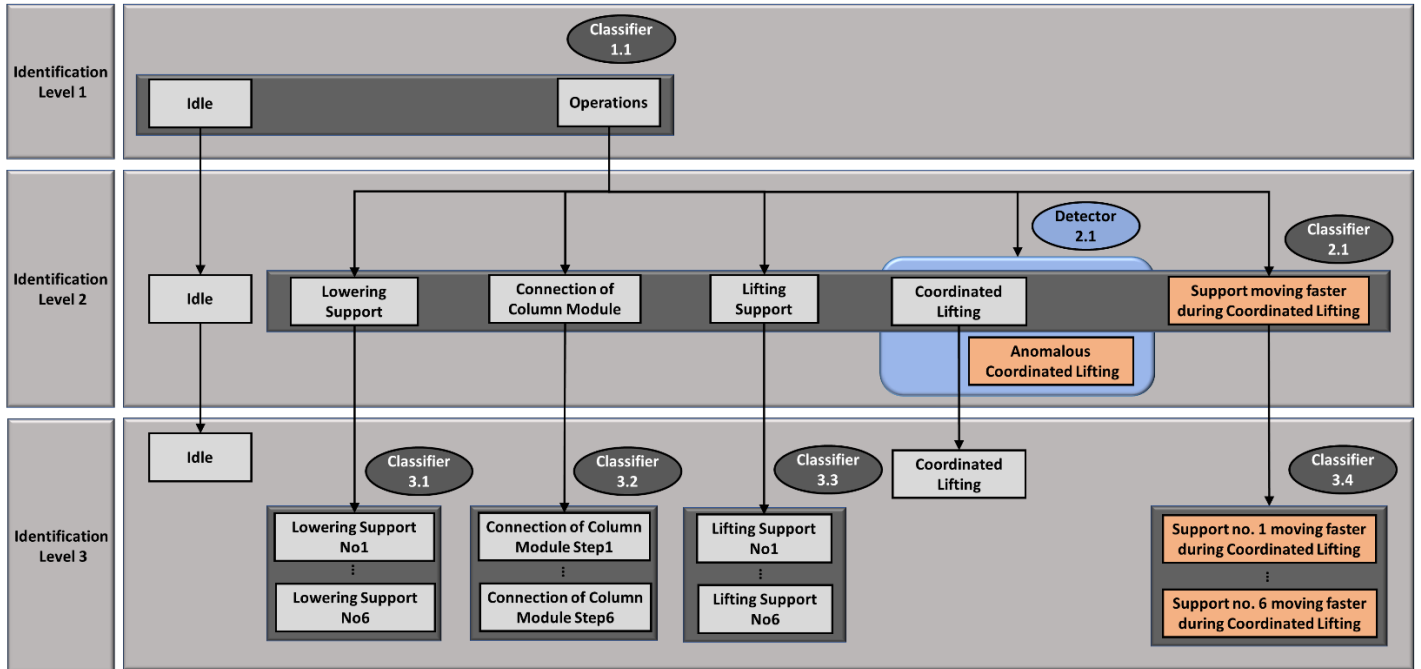 Identification
Level 1
Classifier
1.1
Idle
Operations
Identification
Level 2
Detector
2.1
Classifier
2.1
Idle
Lowering
Support
Connection of
Column Module
Lifting
Support
Coordinated
Lifting
Support moving faster
during Coordinated Lifting
Anomalous
Coordinated Lifting
Identification
Level 3
Idle
Classifier
3.1
Classifier
3.2
Classifier
3.3
Coordinated
Lifting
Classifier
3.4
Lowering Support
No1
⋮
Lowering Support
No6
Connection of Column
Module Step1
⋮
Connection of Column
Module Step6
Lifting Support
No1
⋮
Lifting Support
No6
Support no. 1 moving faster
during Coordinated Lifting
⋮
Support no. 6 moving faster
during Coordinated Lifting